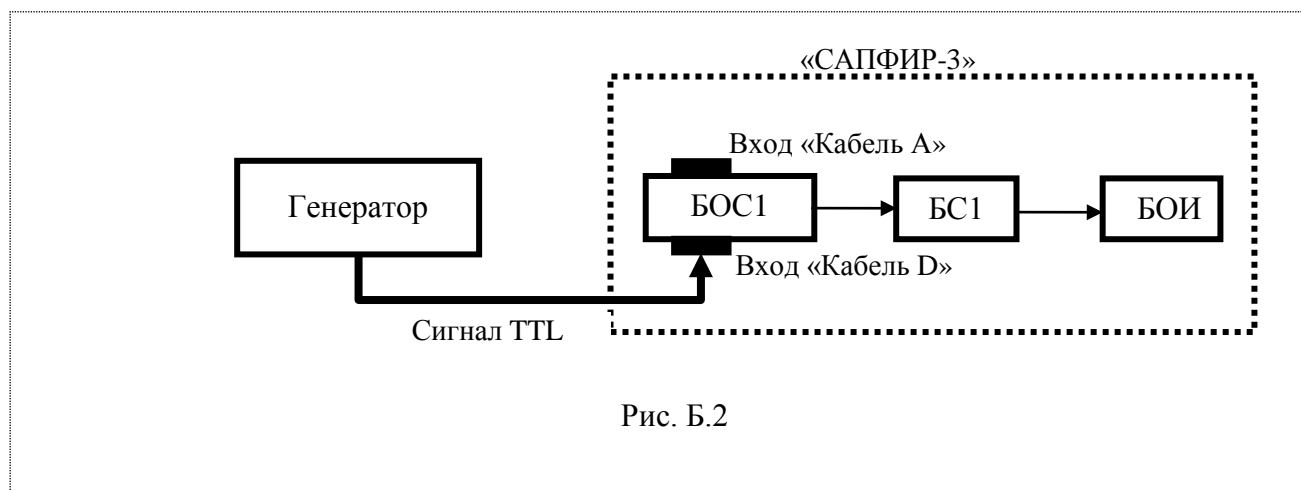 «САПФИР-3»
Вход «Кабель А»
Генератор
БОС1
БС1
БОИ
Вход «Кабель D»
Сигнал TTL
Рис. Б.2